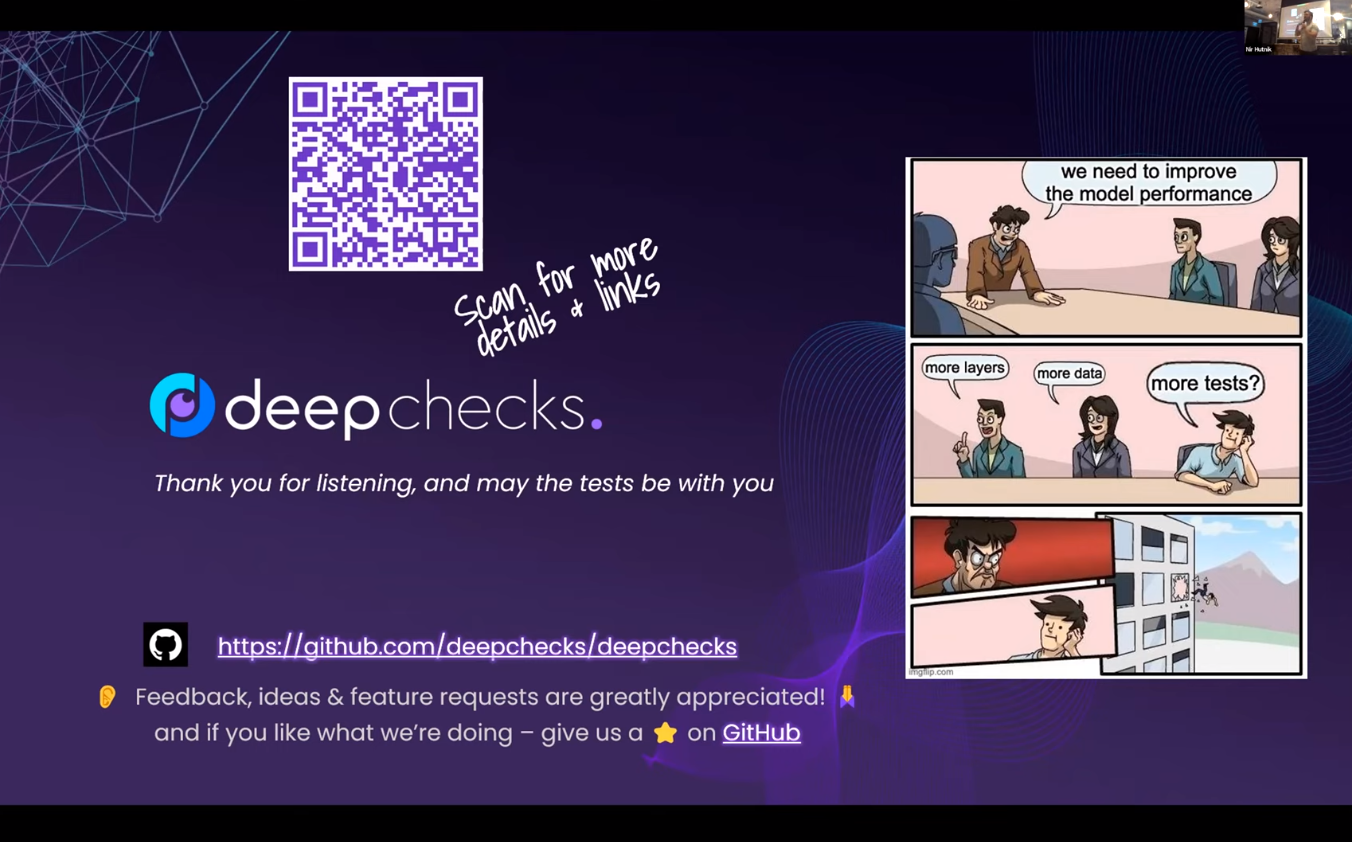 Nir Hutnik
Scan for more
details & links
deepchecks.
Thank you for listening, and may the tests be with you
https://github.com/deepchecks/deepchecks
Feedback, ideas & feature requests are greatly appreciated!
and if you like what we're doing – give us a ⭐ on GitHub
we need to improve
the model performance
more layers
more data
more tests?
imgflip.com